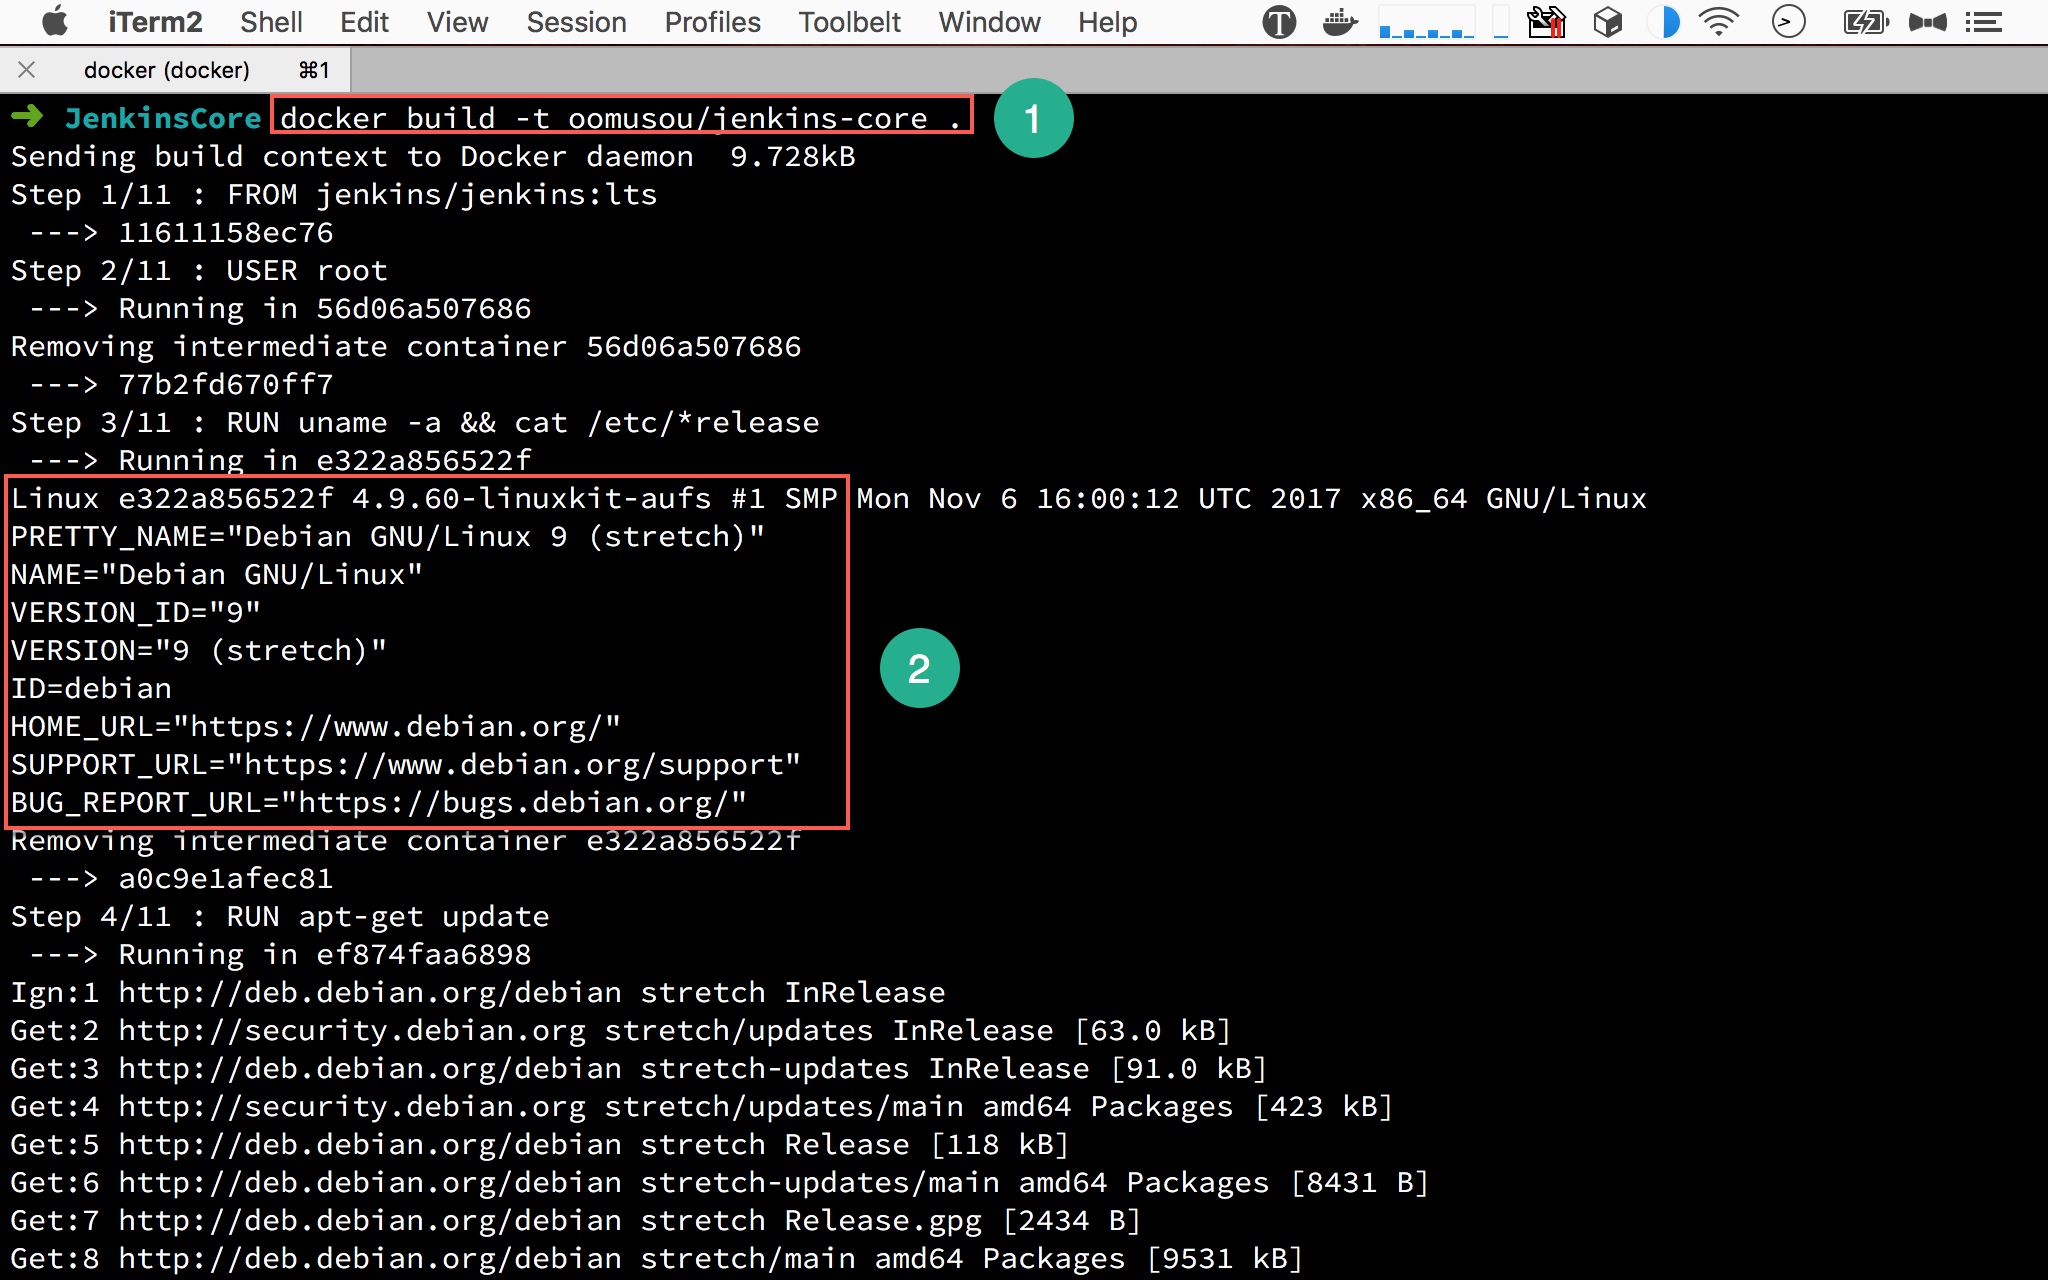 iTerm2 Shell Edit View Session Profiles Toolbelt Window Help
docker (docker) ⌘1
➜ JenkinsCore docker build -t oomusou/jenkins-core .
1
Sending build context to Docker daemon  9.728kB
Step 1/11 : FROM jenkins/jenkins:lts
 ---> 11611158ec76
Step 2/11 : USER root
 ---> Running in 56d06a507686
Removing intermediate container 56d06a507686
 ---> 77b2fd670ff7
Step 3/11 : RUN uname -a && cat /etc/*release
 ---> Running in e322a856522f
Linux e322a856522f 4.9.60-linuxkit-aufs #1 SMP Mon Nov 6 16:00:12 UTC 2017 x86_64 GNU/Linux
PRETTY_NAME="Debian GNU/Linux 9 (stretch)"
NAME="Debian GNU/Linux"
VERSION_ID="9"
VERSION="9 (stretch)"
2
ID=debian
HOME_URL="https://www.debian.org/"
SUPPORT_URL="https://www.debian.org/support"
BUG_REPORT_URL="https://bugs.debian.org/"
Removing intermediate container e322a856522f
 ---> a0c9e1afec81
Step 4/11 : RUN apt-get update
 ---> Running in ef874faa6898
Ign:1 http://deb.debian.org/debian stretch InRelease
Get:2 http://security.debian.org stretch/updates InRelease [63.0 kB]
Get:3 http://deb.debian.org/debian stretch-updates InRelease [91.0 kB]
Get:4 http://security.debian.org stretch/updates/main amd64 Packages [423 kB]
Get:5 http://deb.debian.org/debian stretch Release [118 kB]
Get:6 http://deb.debian.org/debian stretch-updates/main amd64 Packages [8431 B]
Get:7 http://deb.debian.org/debian stretch Release.gpg [2434 B]
Get:8 http://deb.debian.org/debian stretch/main amd64 Packages [9531 kB]